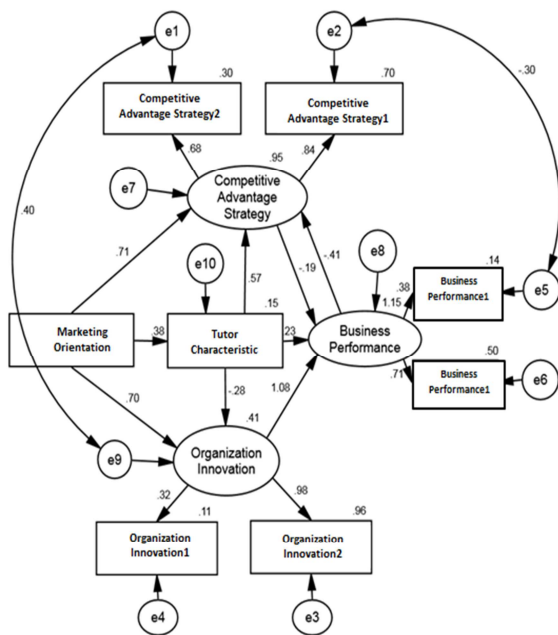 e1
e2
.30
.70
-.30
Competitive
Advantage Strategy2
Competitive
Advantage Strategy1
.68
.95
.84
e7
Competitive
Advantage
Strategy
.40
.71
e10
.57
-.19
-.41
e8
.14
.15
.38
1.15
Business
Performance1
e5
Marketing
Orientation
.38
Tutor
Characteristic
.23
Business
Performance
.50
.71
Business
Performance1
e6
.70
-.28
1.08
.41
e9
Organization
Innovation
.32
.98
.11
.96
Organization
Innovation1
Organization
Innovation2
e4
e3